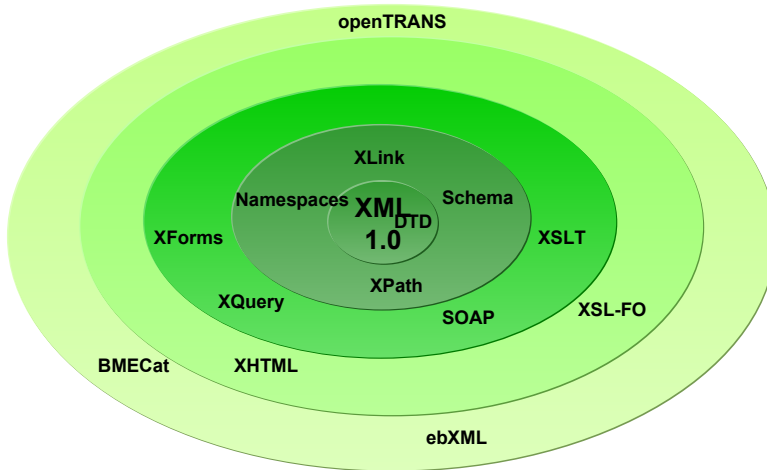 openTRANS
XLink
Namespaces
Schema
XML
DTD
1.0
XForms
XSLT
XPath
XQuery
SOAP
XSL-FO
BMECat
XHTML
ebXML